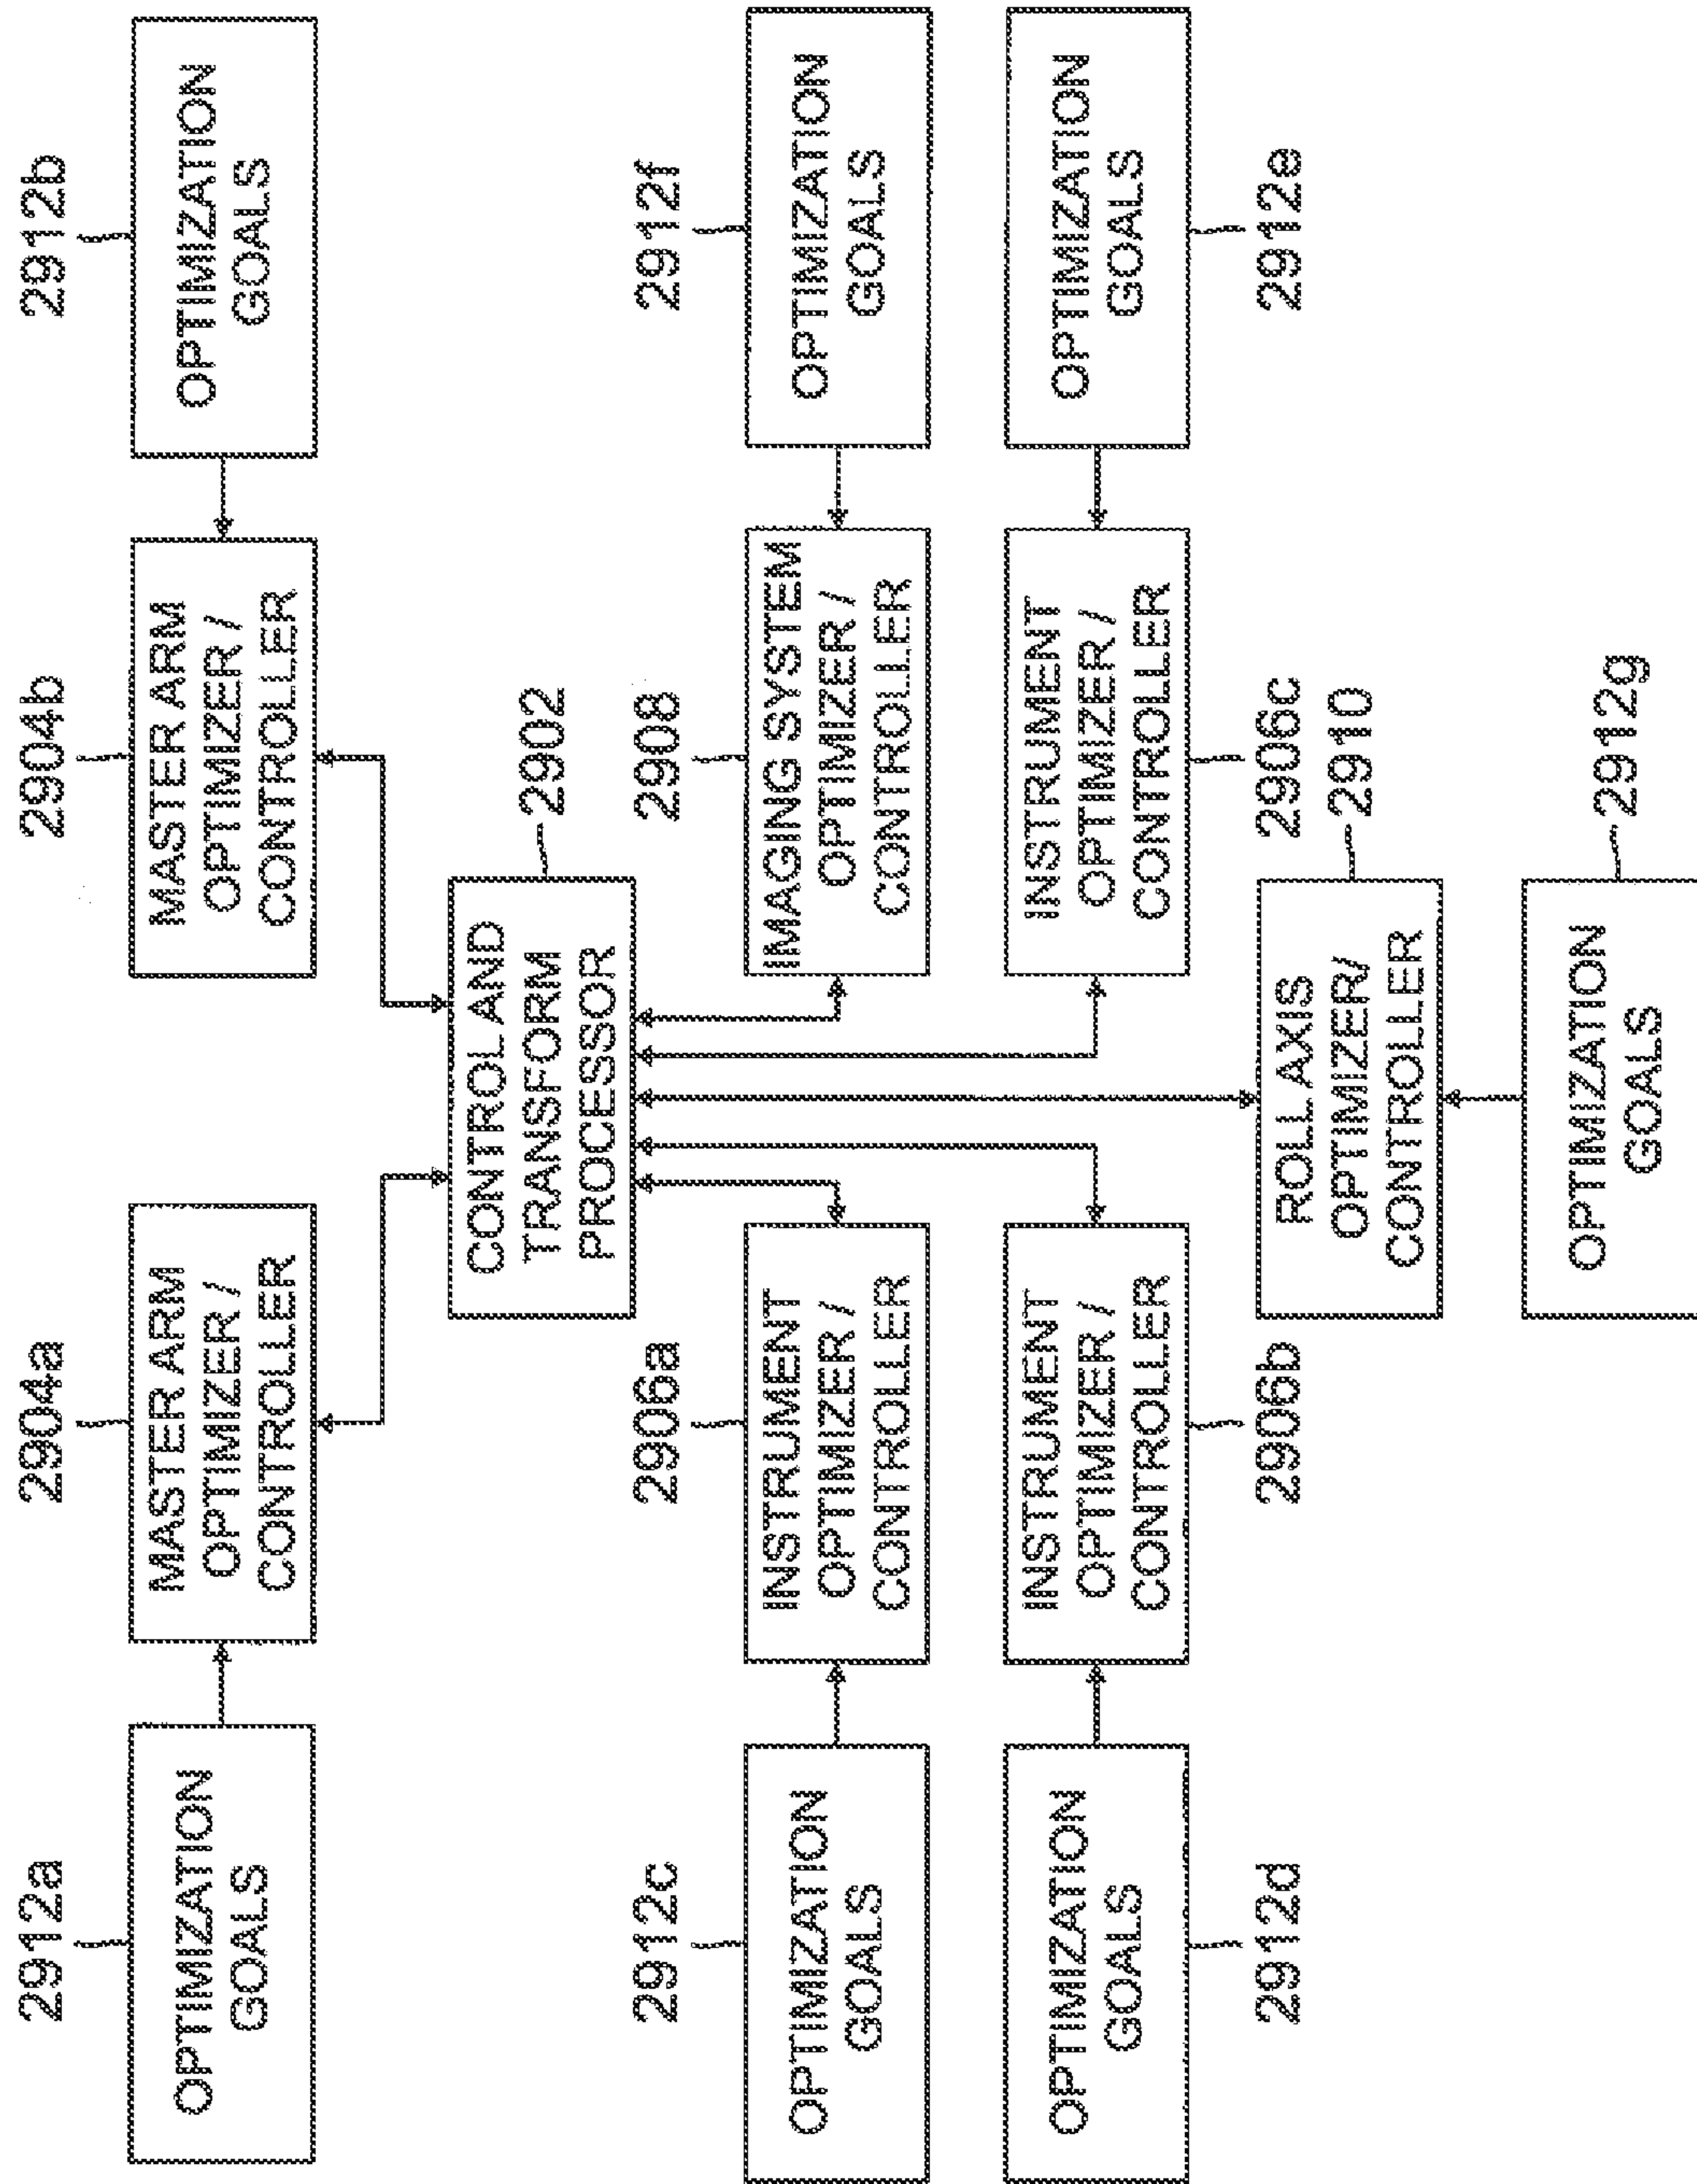 2912a
OPTIMIZATION
GOALS
2904a
MASTER ARM
OPTIMIZER /
CONTROLLER
2904b
MASTER ARM
OPTIMIZER /
CONTROLLER
2912b
OPTIMIZATION
GOALS
CONTROL AND
TRANSFORM
PROCESSOR
2902
2912c
OPTIMIZATION
GOALS
2906a
INSTRUMENT
OPTIMIZER /
CONTROLLER
2908
IMAGING SYSTEM
OPTIMIZER /
CONTROLLER
2912f
OPTIMIZATION
GOALS
OPTIMIZATION
GOALS
2912d
INSTRUMENT
OPTIMIZER /
CONTROLLER
2906b
INSTRUMENT
OPTIMIZER /
CONTROLLER
2906c
OPTIMIZATION
GOALS
2912e
ROLL AXIS
OPTIMIZER/
CONTROLLER
2910
OPTIMIZATION
GOALS
2912g